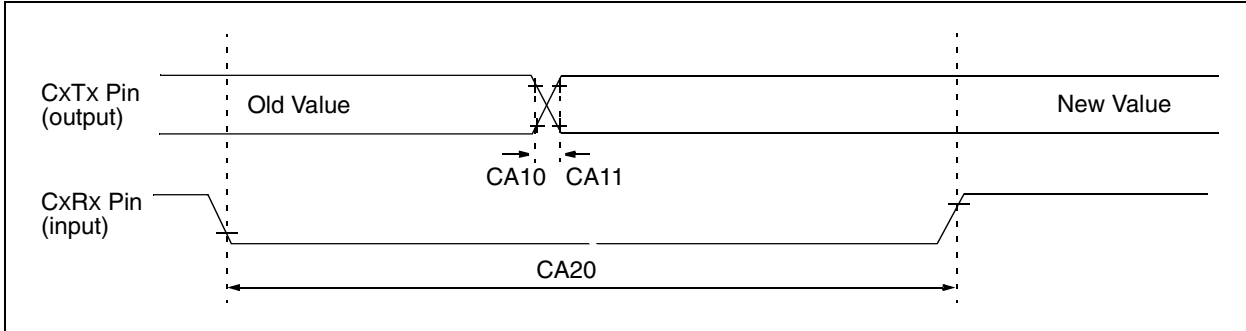 CxTx Pin
(output)
Old Value
New Value
CA10 CA11
CxRx Pin
(input)
CA20